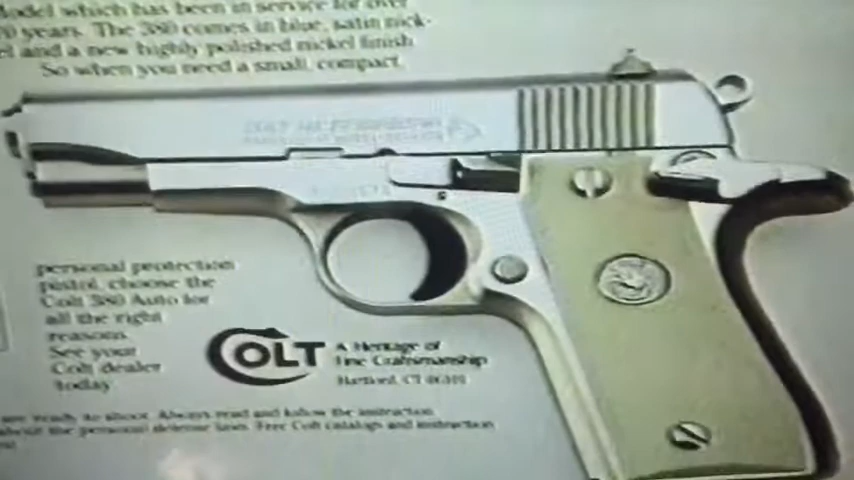 Model which has been in service for over
70 years. The .380 comes in blue, satin nick-
el and a new highly polished nickel finish.
So when you need a small, compact
personal protection
pistol, choose the
Colt 380 Auto for
all the right
reasons.
See your
Colt dealer
today.
COLT
A Heritage of
Fine Craftsmanship
Hartford, CT 06101
ready to shoot. Always read and follow the instruction
about the personal defense laws. Free Colt catalogs and instruction